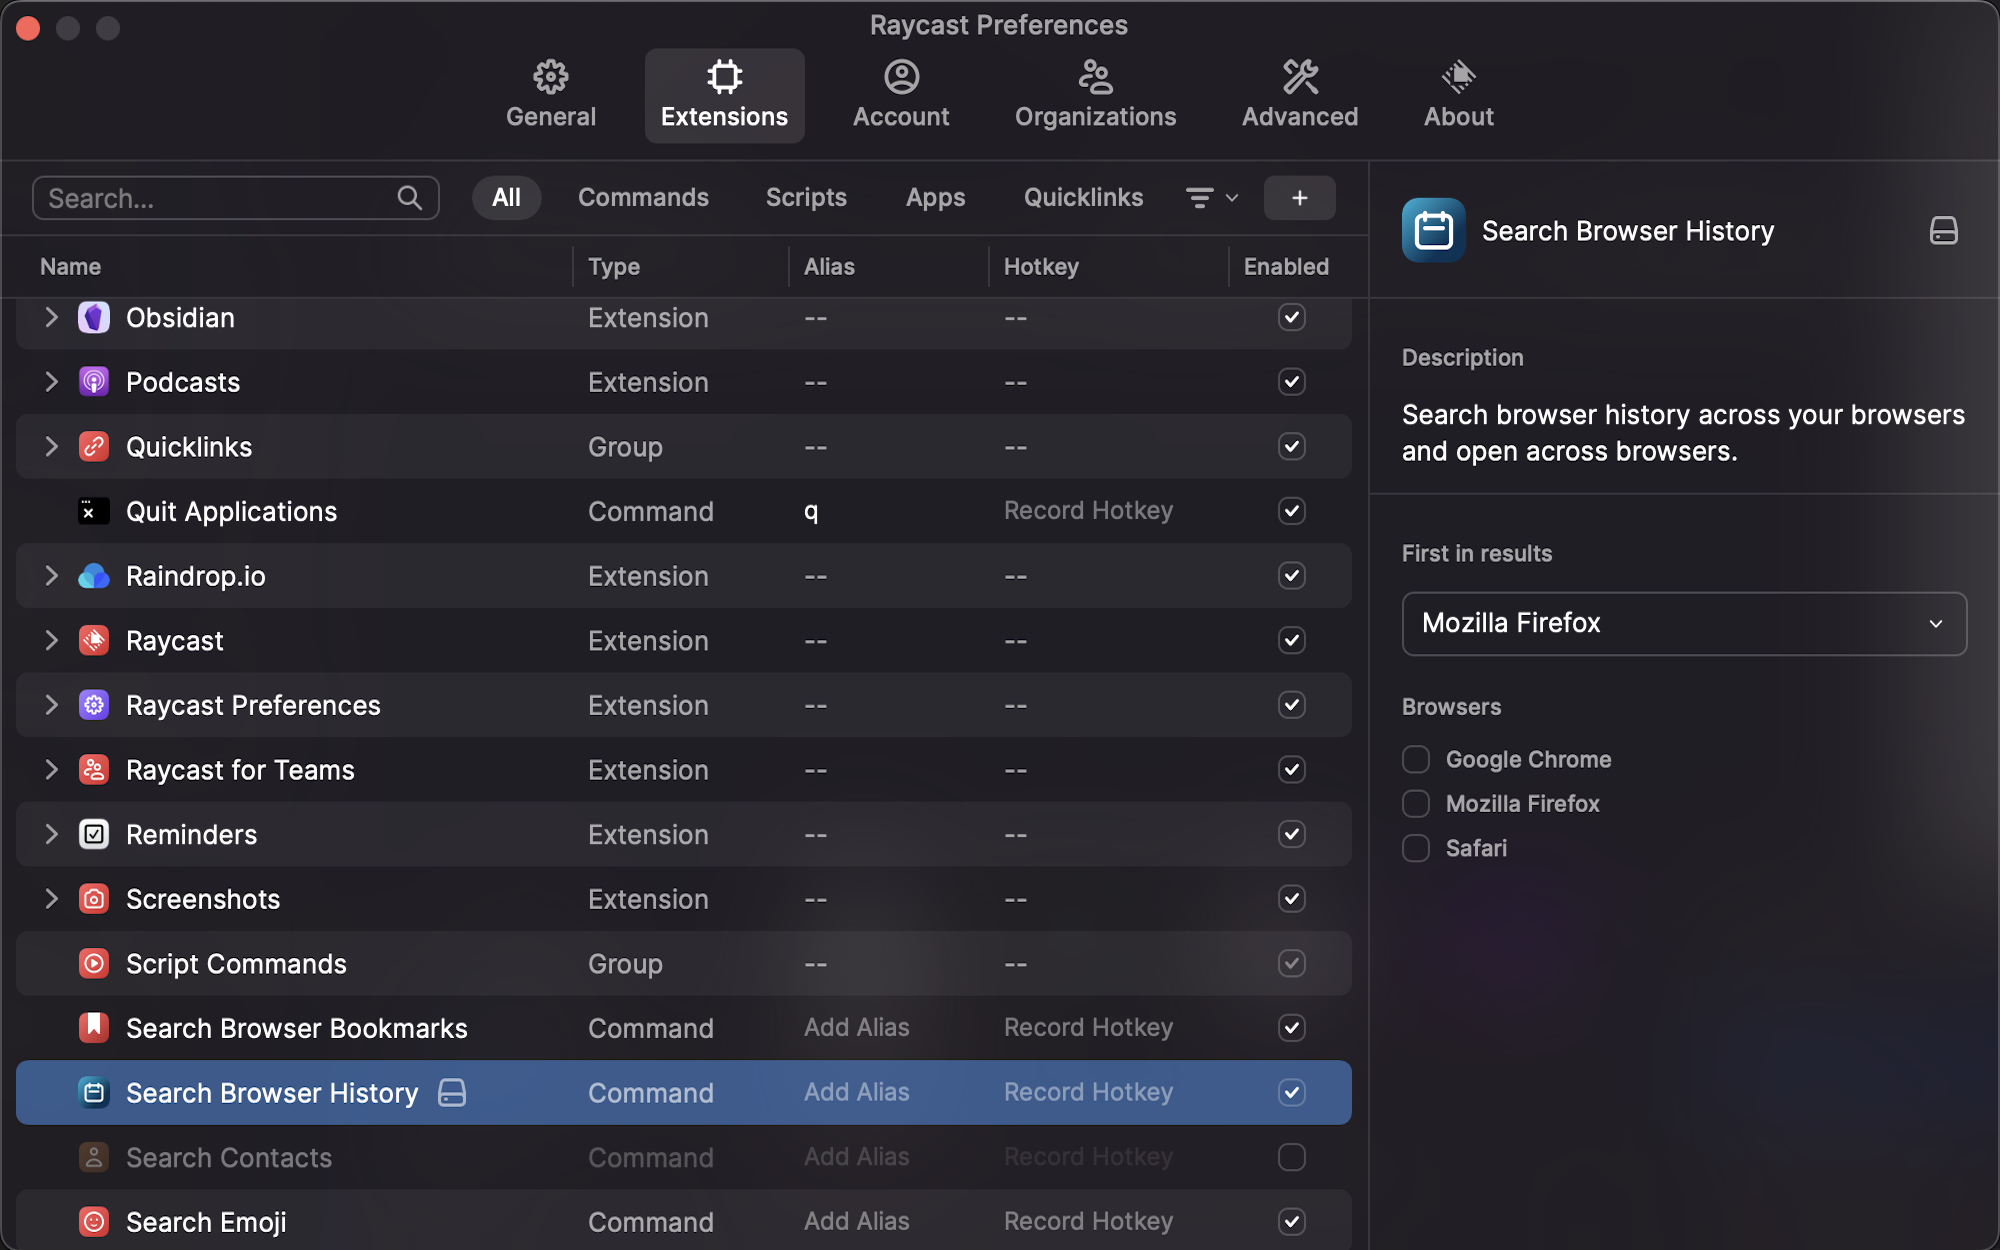 Raycast Preferences
General Extensions Account Organizations Advanced About
Search... All Commands Scripts Apps Quicklinks +
Name Type Alias Hotkey Enabled
Obsidian Extension -- --
Podcasts Extension -- --
Quicklinks Group -- --
Quit Applications Command q Record Hotkey
Raindrop.io Extension -- --
Raycast Extension -- --
Raycast Preferences Extension -- --
Raycast for Teams Extension -- --
Reminders Extension -- --
Screenshots Extension -- --
Script Commands Group -- --
Search Browser Bookmarks Command Add Alias Record Hotkey
Search Browser History Command Add Alias Record Hotkey
Search Contacts Command Add Alias Record Hotkey
Search Emoji Command Add Alias Record Hotkey
Search Browser History
Description
Search browser history across your browsers
and open across browsers.
First in results
Mozilla Firefox
Browsers
Google Chrome
Mozilla Firefox
Safari